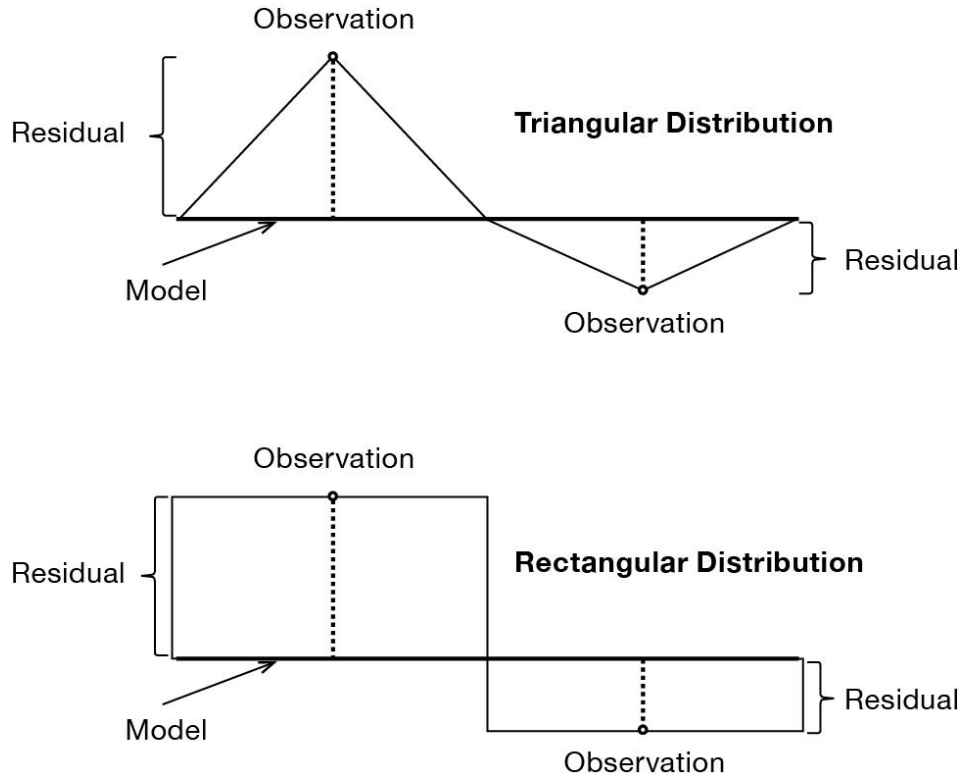 Observation
Residual
Triangular Distribution
Residual
Model
Observation
Observation
Residual
Rectangular Distribution
Residual
Model
Observation